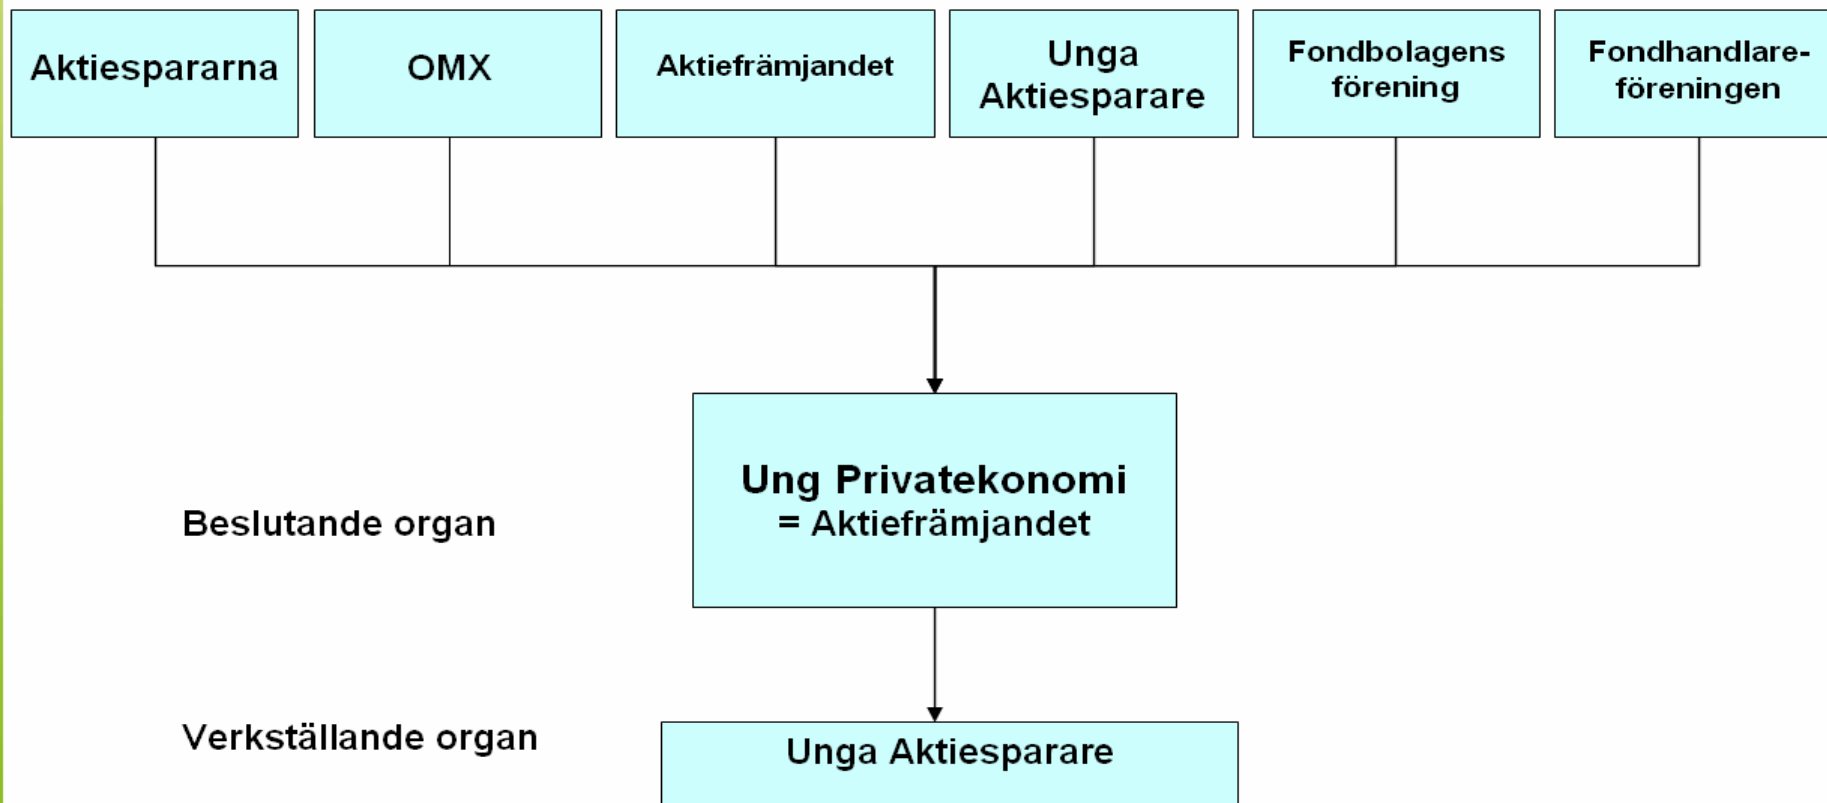 Aktiespararna
OMX
Aktiefrämjandet
Unga
Aktiesparare
Fondbolagens
förening
Fondhandlare-
föreningen
Ung Privatekonomi
= Aktiefrämjandet
Beslutande organ
Verkställande organ
Unga Aktiesparare